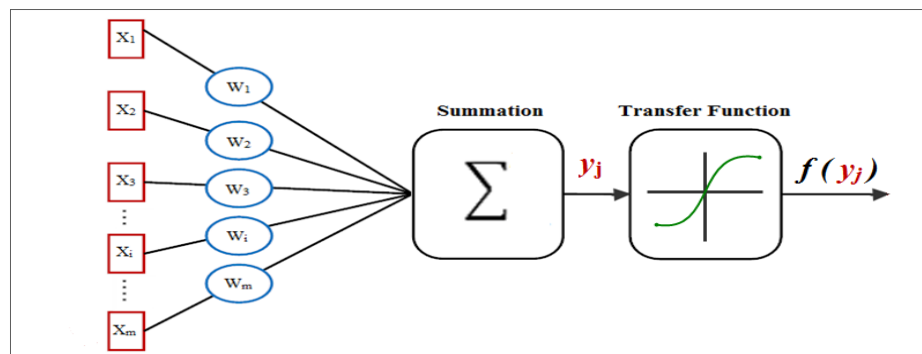 X₁
W₁
X₂
W₂
X₃
W₃
Xᵢ
Wᵢ
Xₘ
Wₘ
Summation
∑
yⱼ
Transfer Function
f ( yⱼ )